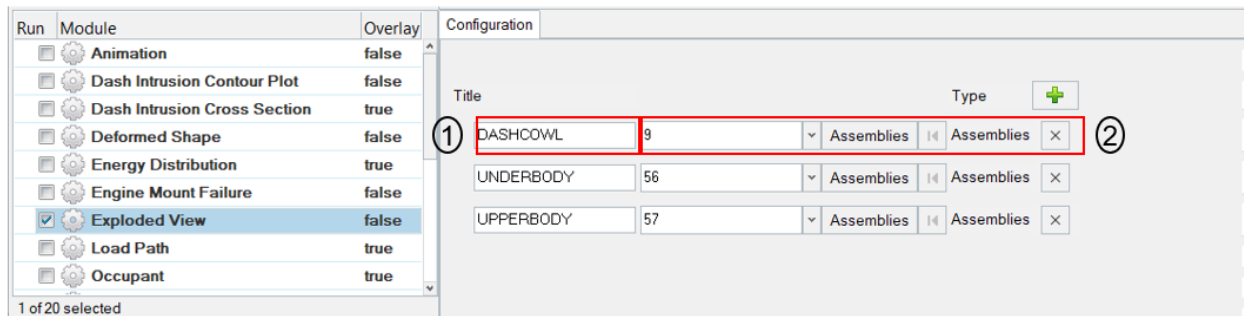 Run Module Overlay
Animation false
Dash Intrusion Contour Plot false
Dash Intrusion Cross Section true
Deformed Shape false
Energy Distribution true
Engine Mount Failure false
Exploded View false
Load Path true
Occupant true
1 of 20 selected
Configuration
Title Type
1 DASHCOWL 9 Assemblies Assemblies 2
UNDERBODY 56 Assemblies Assemblies
UPPERBODY 57 Assemblies Assemblies